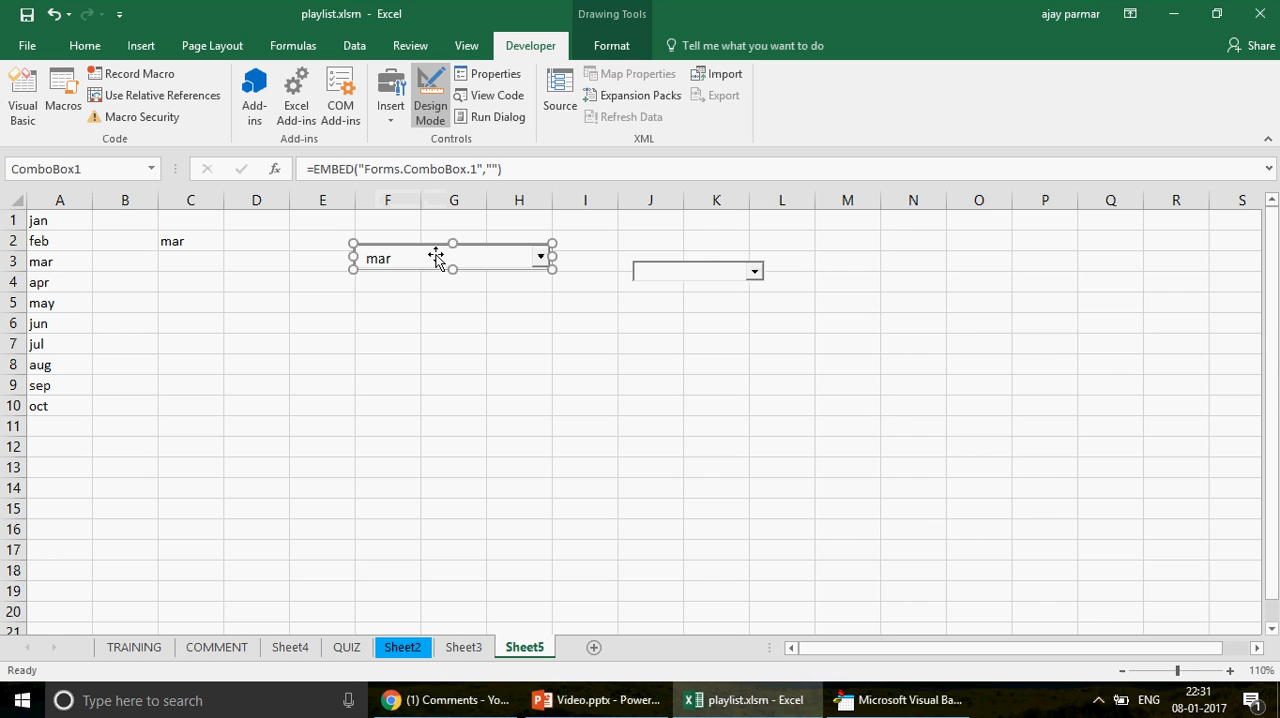 playlist.xlsm - Excel
Drawing Tools
ajay parmar
File Home Insert Page Layout Formulas Data Review View Developer Format Tell me what you want to do Share
Visual Basic
Macros
Record Macro
Use Relative References
Macro Security
Code
Add-ins
Excel Add-ins
COM Add-ins
Add-ins
Insert
Design Mode
Properties
View Code
Run Dialog
Controls
Source
Map Properties
Expansion Packs
Refresh Data
Import
Export
XML
ComboBox1
=EMBED("Forms.ComboBox.1","")
A B C D E F G H I J K L M N O P Q R S
1 jan
2 feb mar
mar
3 mar
4 apr
5 may
6 jun
7 jul
8 aug
9 sep
10 oct
11
12
13
14
15
16
17
18
19
20
21
TRAINING COMMENT Sheet4 QUIZ Sheet2 Sheet3 Sheet5
Ready
110%
Type here to search
(1) Comments - Yo...
Video.pptx - Power...
playlist.xlsm - Excel
Microsoft Visual Ba...
ENG
22:31
08-01-2017
1